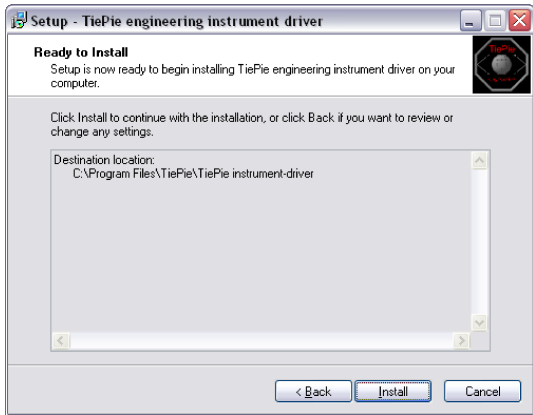 Setup - TiePie engineering instrument driver
Ready to Install
Setup is now ready to begin installing TiePie engineering instrument driver on your
computer.
TiePie
Click Install to continue with the installation, or click Back if you want to review or
change any settings.
Destination location:
C:\Program Files\TiePie\TiePie instrument-driver
< Back
Install
Cancel